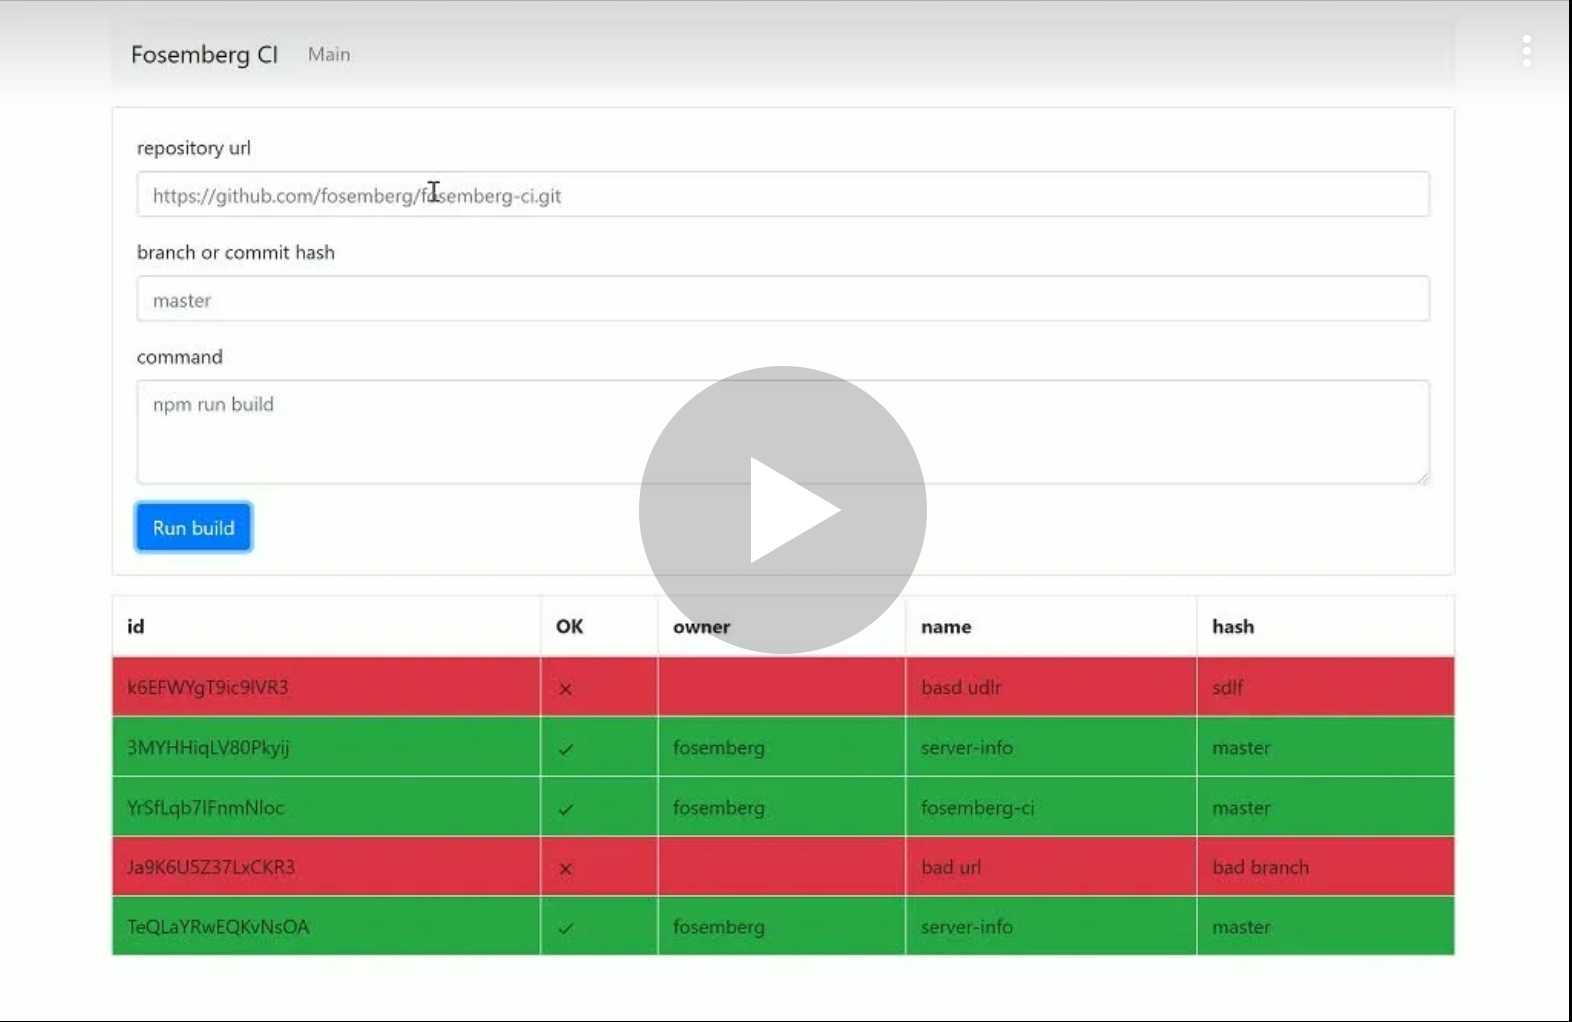 Fosemberg CI Main
repository url
https://github.com/fosemberg/fosemberg-ci.git
branch or commit hash
master
command
npm run build
Run build
id OK owner name hash
k6EFWYgT9ic9lVR3 basd udlr sdlf
3MYHHiqLV80Pkyij fosemberg server-info master
YrSfLqb7lFnmNloc fosemberg fosemberg-ci master
Ja9K6U5Z37LxCKR3 bad url bad branch
TeQLaYRwEQKvNsOA fosemberg server-info master